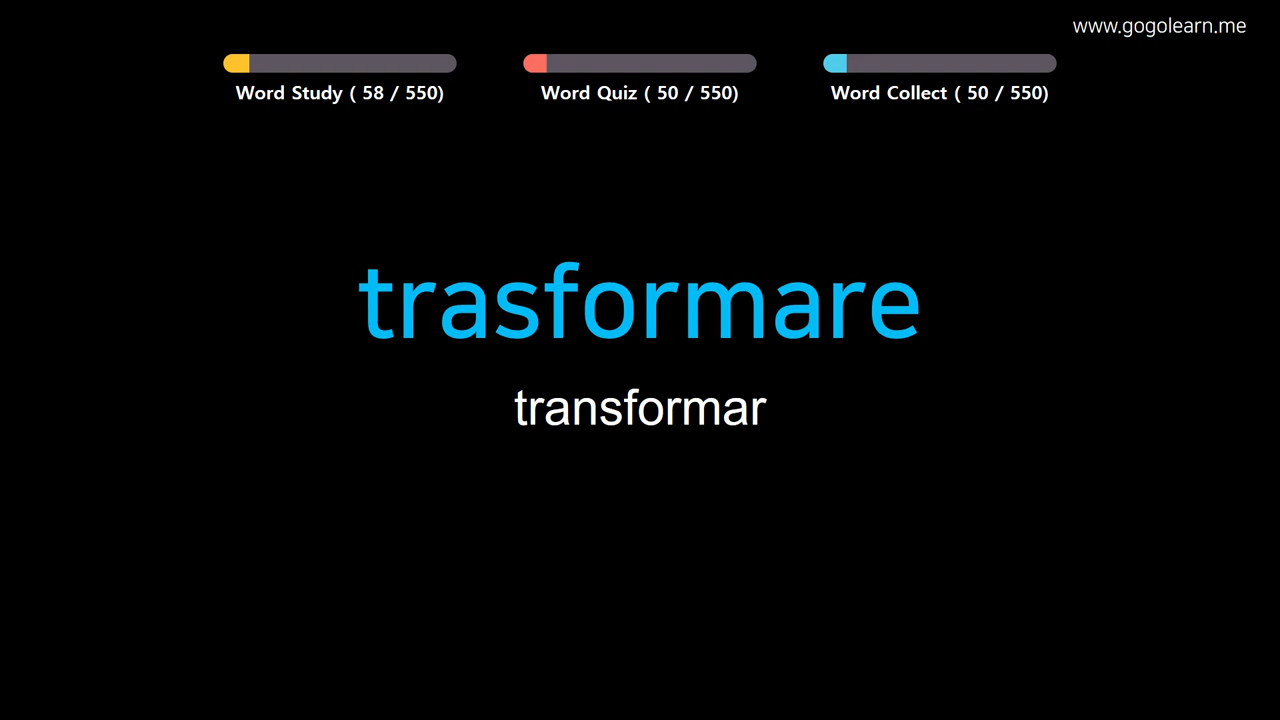 www.gogolearn.me
Word Study ( 58 / 550)
Word Quiz ( 50 / 550)
Word Collect ( 50 / 550)
trasformare
transformar